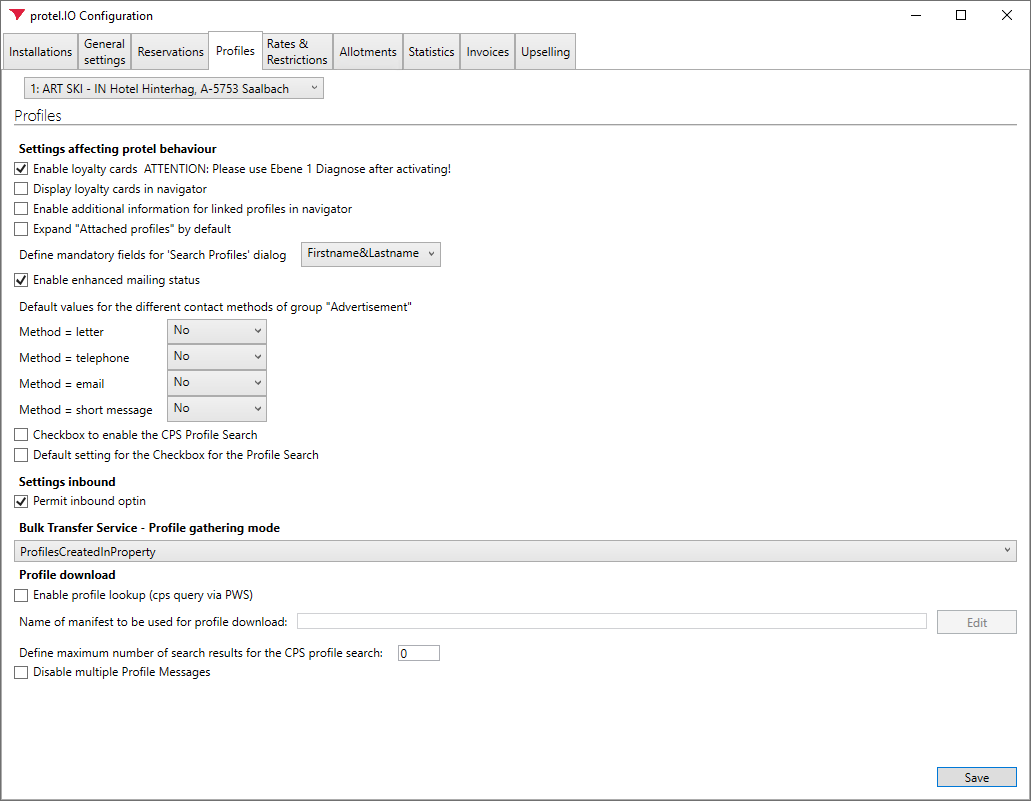 protel.IO Configuration
Installations
General
settings
Reservations
Profiles
Rates &
Restrictions
Allotments
Statistics
Invoices
Upselling
1: ART SKI - IN Hotel Hinterhag, A-5753 Saalbach
Profiles
Settings affecting protel behaviour
Enable loyalty cards  ATTENTION: Please use Ebene 1 Diagnose after activating!
Display loyalty cards in navigator
Enable additional information for linked profiles in navigator
Expand "Attached profiles" by default
Define mandatory fields for 'Search Profiles' dialog Firstname&Lastname
Enable enhanced mailing status
Default values for the different contact methods of group "Advertisement"
Method = letter No
Method = telephone No
Method = email No
Method = short message No
Checkbox to enable the CPS Profile Search
Default setting for the Checkbox for the Profile Search
Settings inbound
Permit inbound optin
Bulk Transfer Service - Profile gathering mode
ProfilesCreatedInProperty
Profile download
Enable profile lookup (cps query via PWS)
Name of manifest to be used for profile download: Edit
Define maximum number of search results for the CPS profile search: 0
Disable multiple Profile Messages
Save